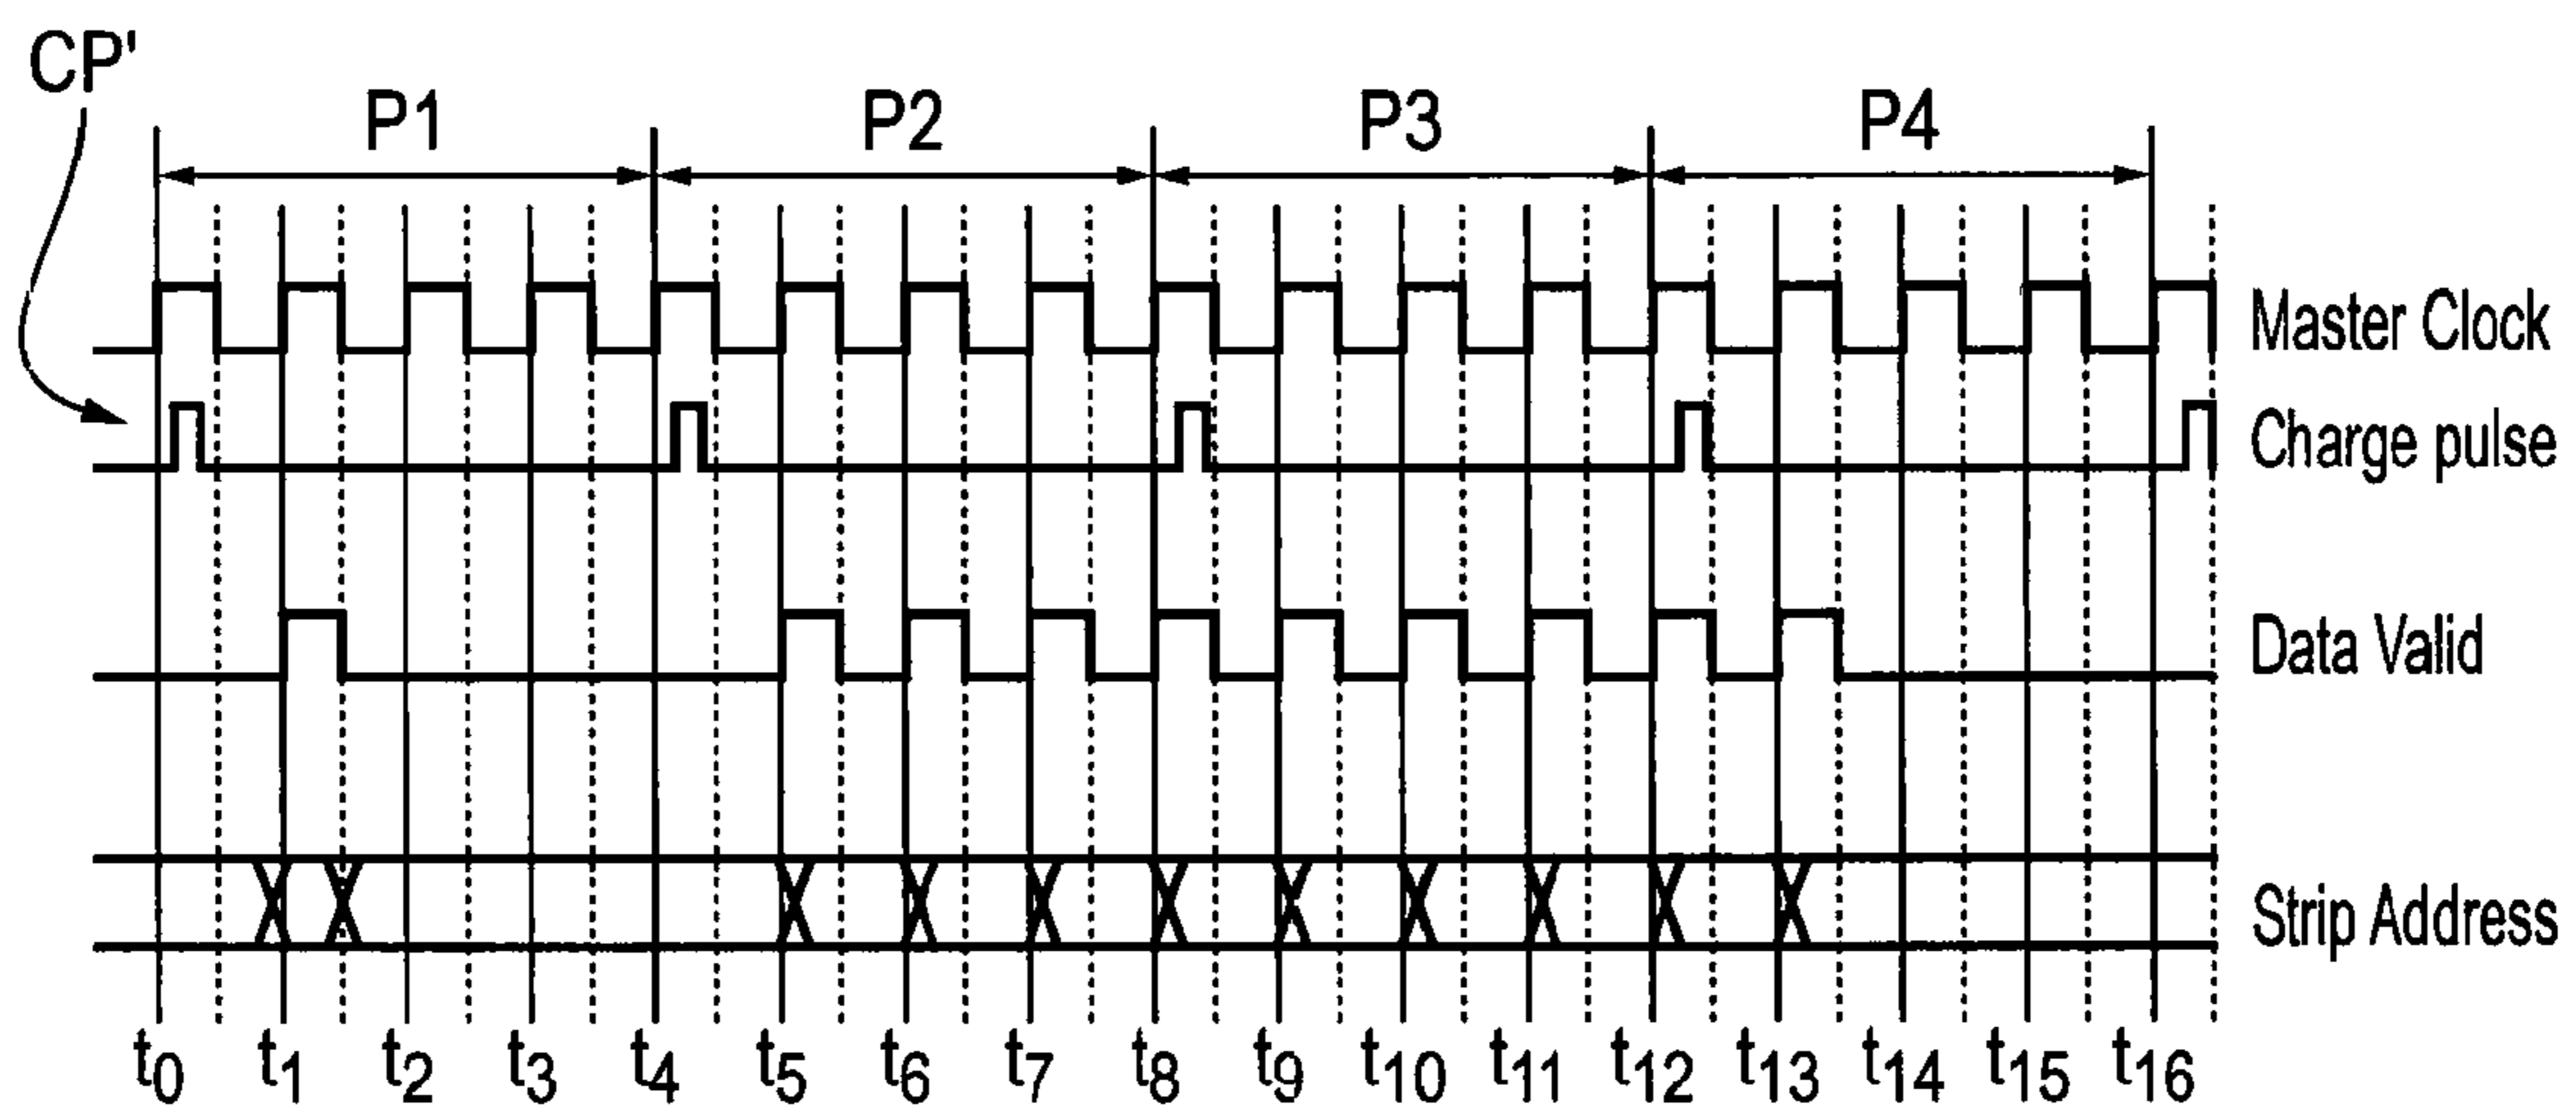 CP'
P1 P2 P3 P4
Master Clock
Charge pulse
Data Valid
Strip Address
t0 t1 t2 t3 t4 t5 t6 t7 t8 t9 t10 t11 t12 t13 t14 t15 t16